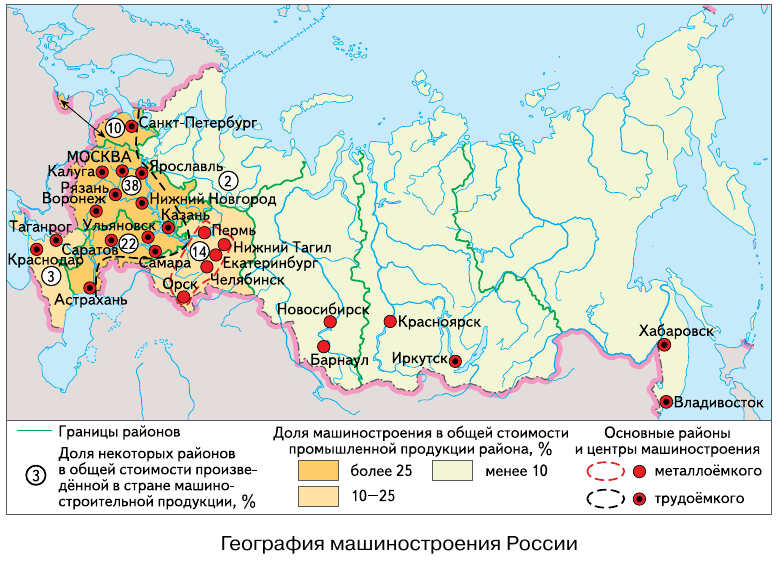 10
Санкт-Петербург
МОСКВА
Ярославль
Калуга
38
2
Рязань
Нижний Новгород
Воронеж
Казань
Таганрог
Ульяновск
Пермь
22
14
Нижний Тагил
Краснодар
Саратов
Самара
Екатеринбург
3
Челябинск
Орск
Астрахань
Новосибирск
Красноярск
Хабаровск
Барнаул
Иркутск
Владивосток
Границы районов
3
Доля некоторых районов
в общей стоимости произве-
дённой в стране машино-
строительной продукции, %
Доля машиностроения в общей стоимости
промышленной продукции района, %
более 25
менее 10
10—25
Основные районы
и центры машиностроения
металлоёмкого
трудоёмкого
География машиностроения России